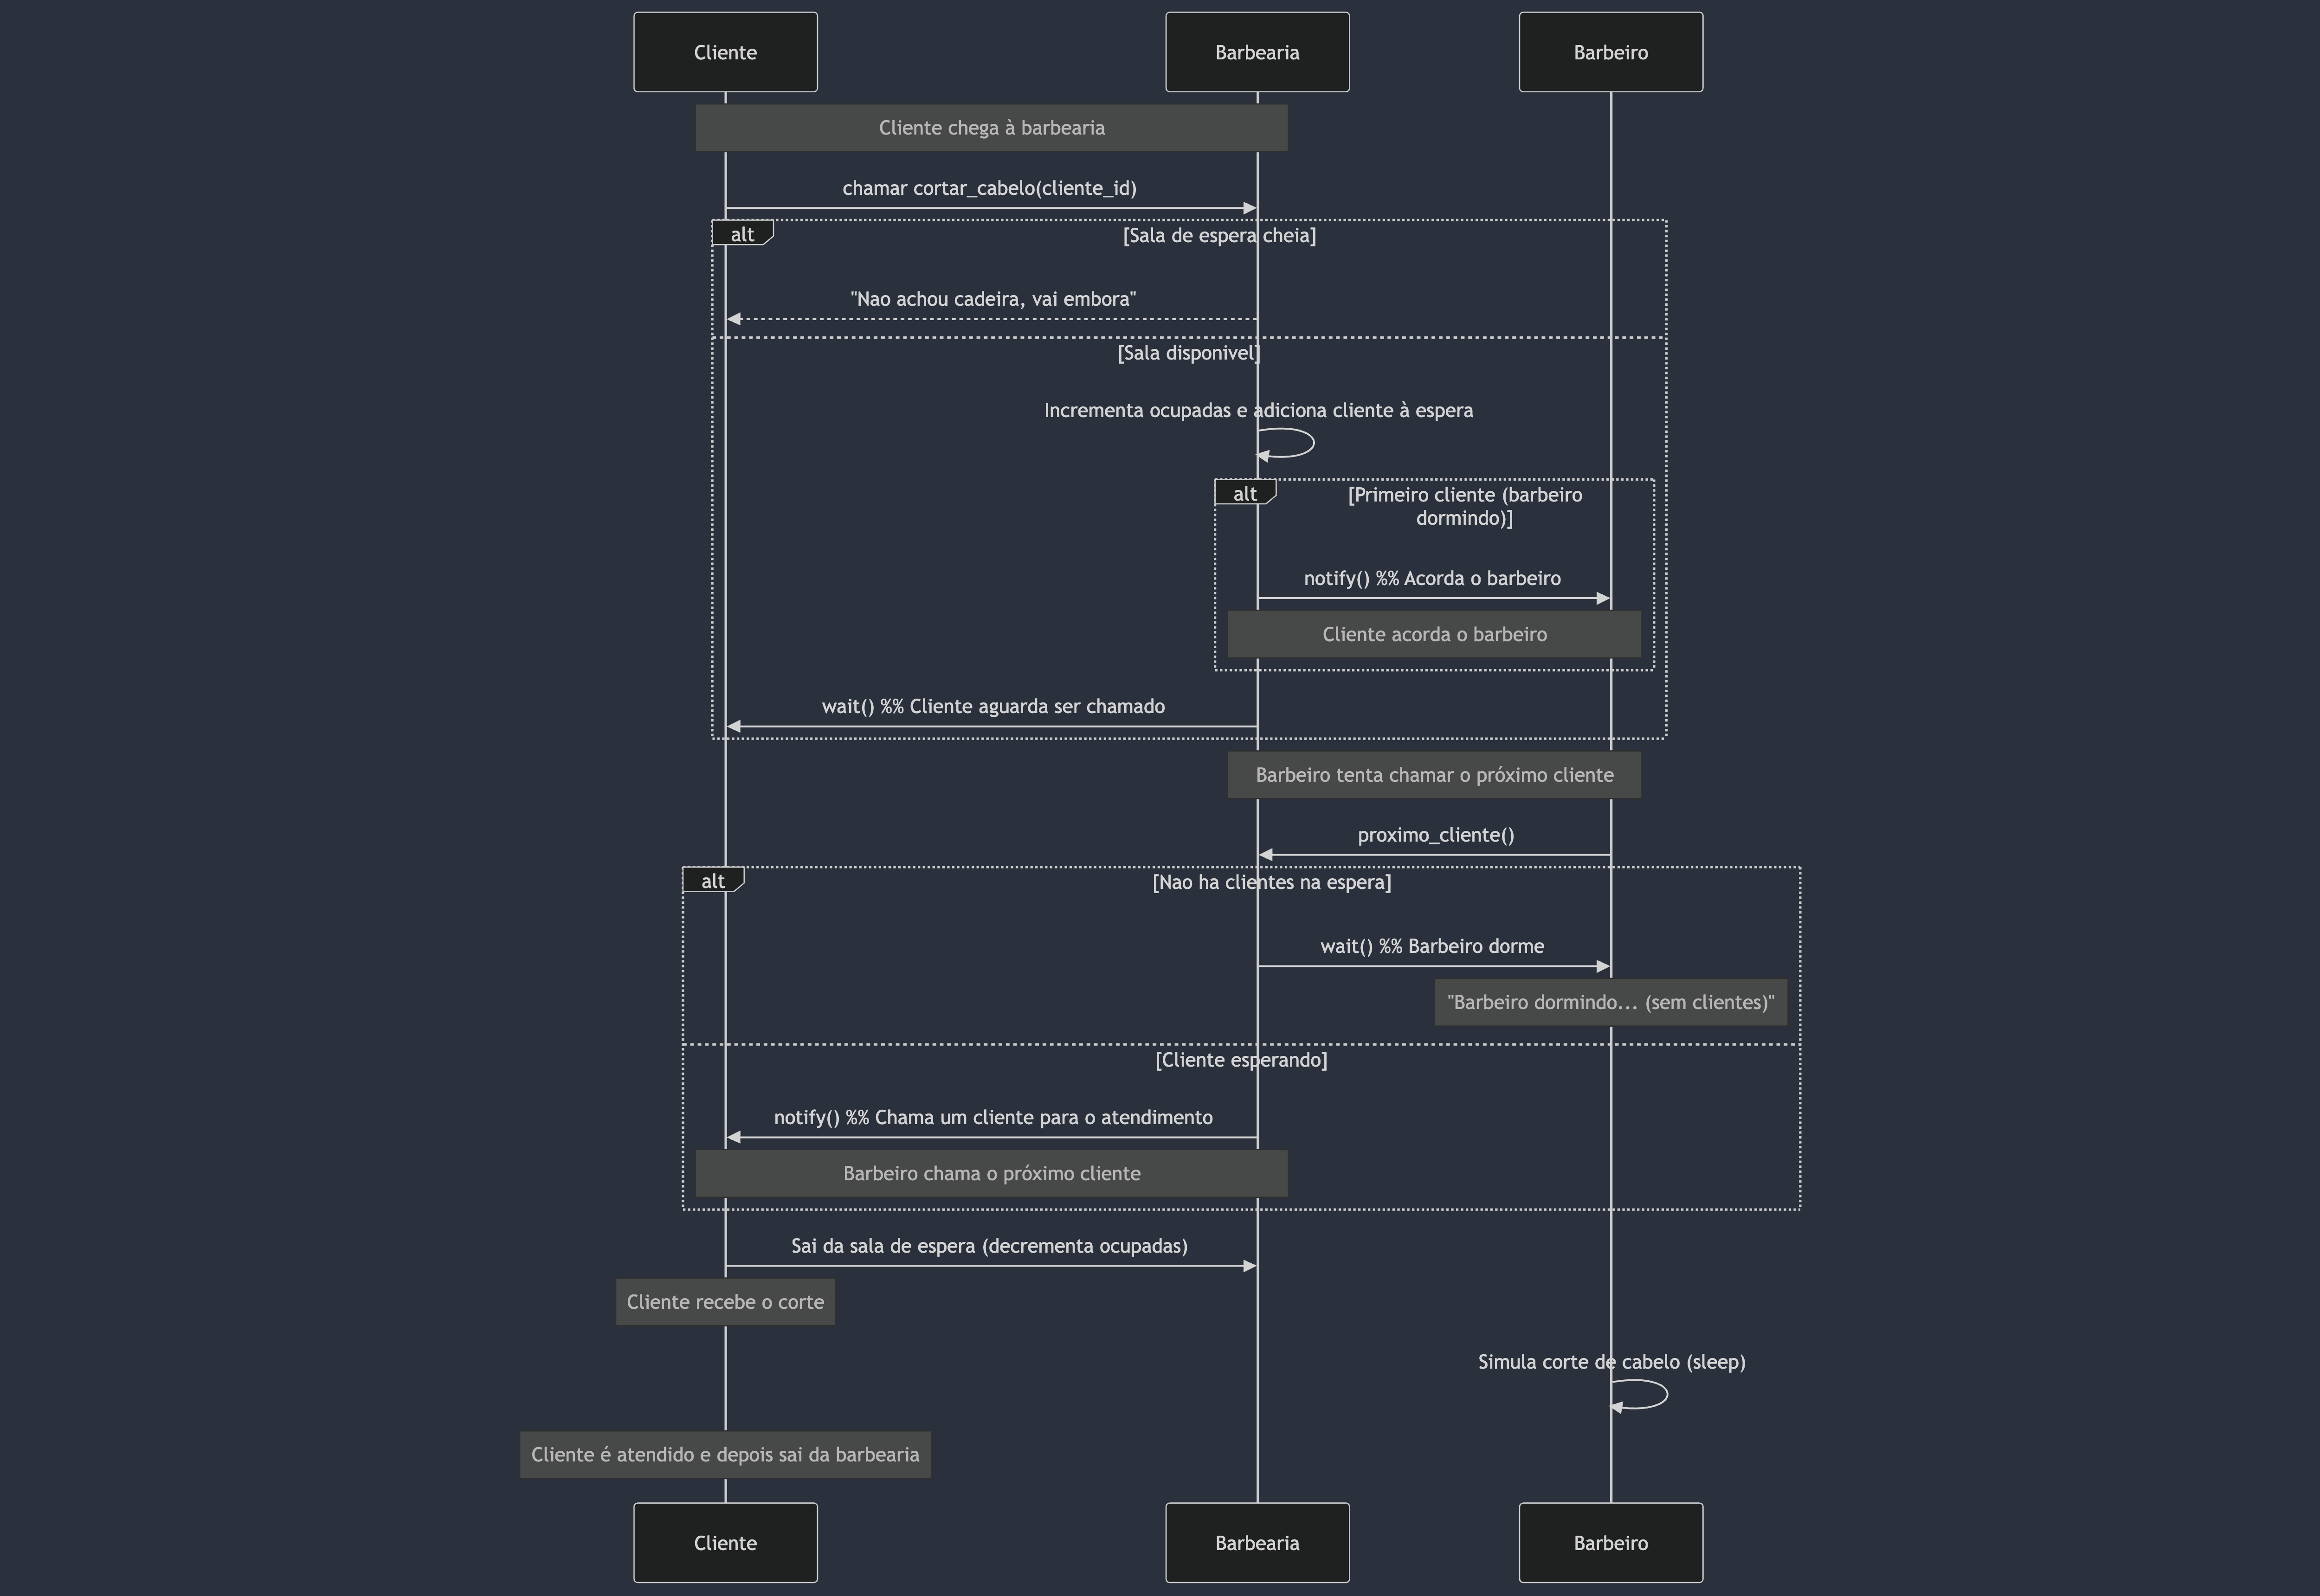 Cliente
Barbearia
Barbeiro
Cliente chega à barbearia
chamar cortar_cabelo(cliente_id)
alt
[Sala de espera cheia]
"Nao achou cadeira, vai embora"
[Sala disponivel]
Incrementa ocupadas e adiciona cliente à espera
alt
[Primeiro cliente (barbeiro
dormindo)]
notify() %% Acorda o barbeiro
Cliente acorda o barbeiro
wait() %% Cliente aguarda ser chamado
Barbeiro tenta chamar o próximo cliente
proximo_cliente()
alt
[Nao ha clientes na espera]
wait() %% Barbeiro dorme
"Barbeiro dormindo... (sem clientes)"
[Cliente esperando]
notify() %% Chama um cliente para o atendimento
Barbeiro chama o próximo cliente
Sai da sala de espera (decrementa ocupadas)
Cliente recebe o corte
Simula corte de cabelo (sleep)
Cliente é atendido e depois sai da barbearia
Cliente
Barbearia
Barbeiro